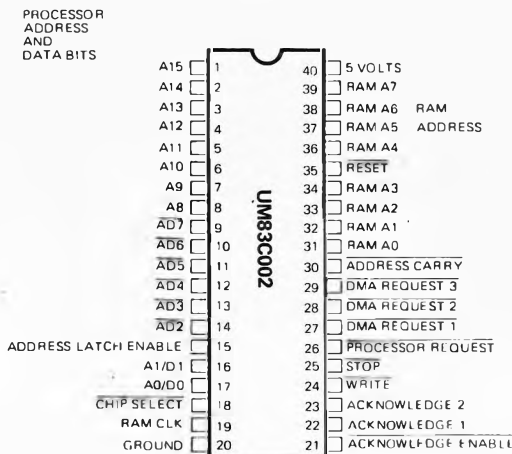 PROCESSOR
ADDRESS
AND
DATA BITS
A15 1 40 5 VOLTS
A14 2 39 RAM A7
A13 3 38 RAM A6 RAM
A12 4 37 RAM A5 ADDRESS
A11 5 36 RAM A4
A10 6 35 RESET
A9 7 34 RAM A3
A8 8 33 RAM A2
AD7 9 32 RAM A1
AD6 10 31 RAM A0
AD5 11 30 ADDRESS CARRY
AD4 12 29 DMA REQUEST 3
AD3 13 28 DMA REQUEST 2
AD2 14 27 DMA REQUEST 1
ADDRESS LATCH ENABLE 15 26 PROCESSOR REQUEST
A1/D1 16 25 STOP
A0/D0 17 24 WRITE
CHIP SELECT 18 23 ACKNOWLEDGE 2
RAM CLK 19 22 ACKNOWLEDGE 1
GROUND 20 21 ACKNOWLEDGE ENABLE
UM83C002